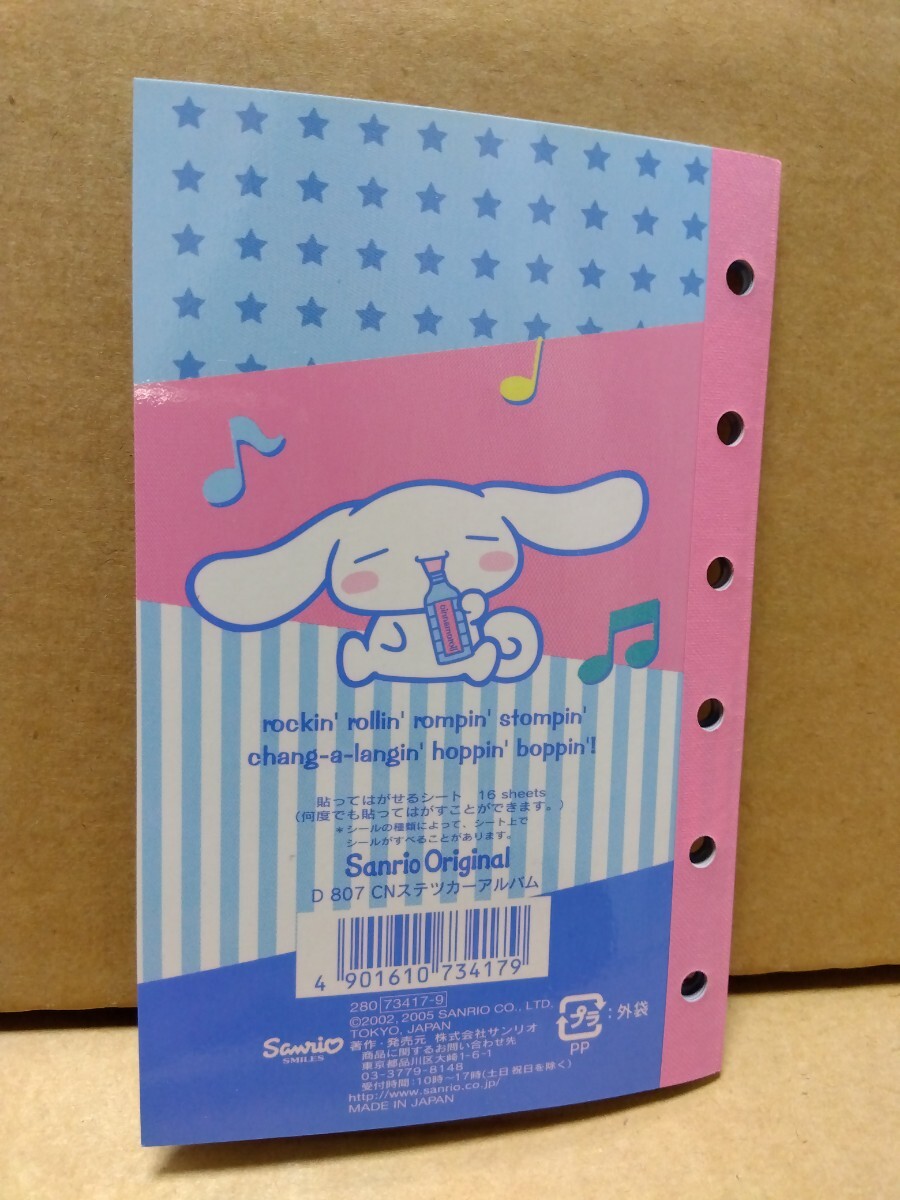 cinnamoroll
rockin' rollin' rompin' stompin'
chang-a-langin' hoppin' boppin'!
貼ってはがせるシート 16 sheets
(何度でも貼ってはがすことができます。)
*シールの種類によって、シート上で
シールがすべることがあります。
Sanrio Original
D 807 CNステツカーアルバム
4 901610 734179
280 73417-9
©2002, 2005 SANRIO CO., LTD.
TOKYO, JAPAN
著作・発売元 株式会社サンリオ
商品に関するお問い合わせ先
東京都品川区大崎1-6-1
03-3779-8148
受付時間:10時〜17時(土日祝日を除く)
http://www.sanrio.co.jp/
MADE IN JAPAN
Sanrio
SMILES
プラ :外袋
PP